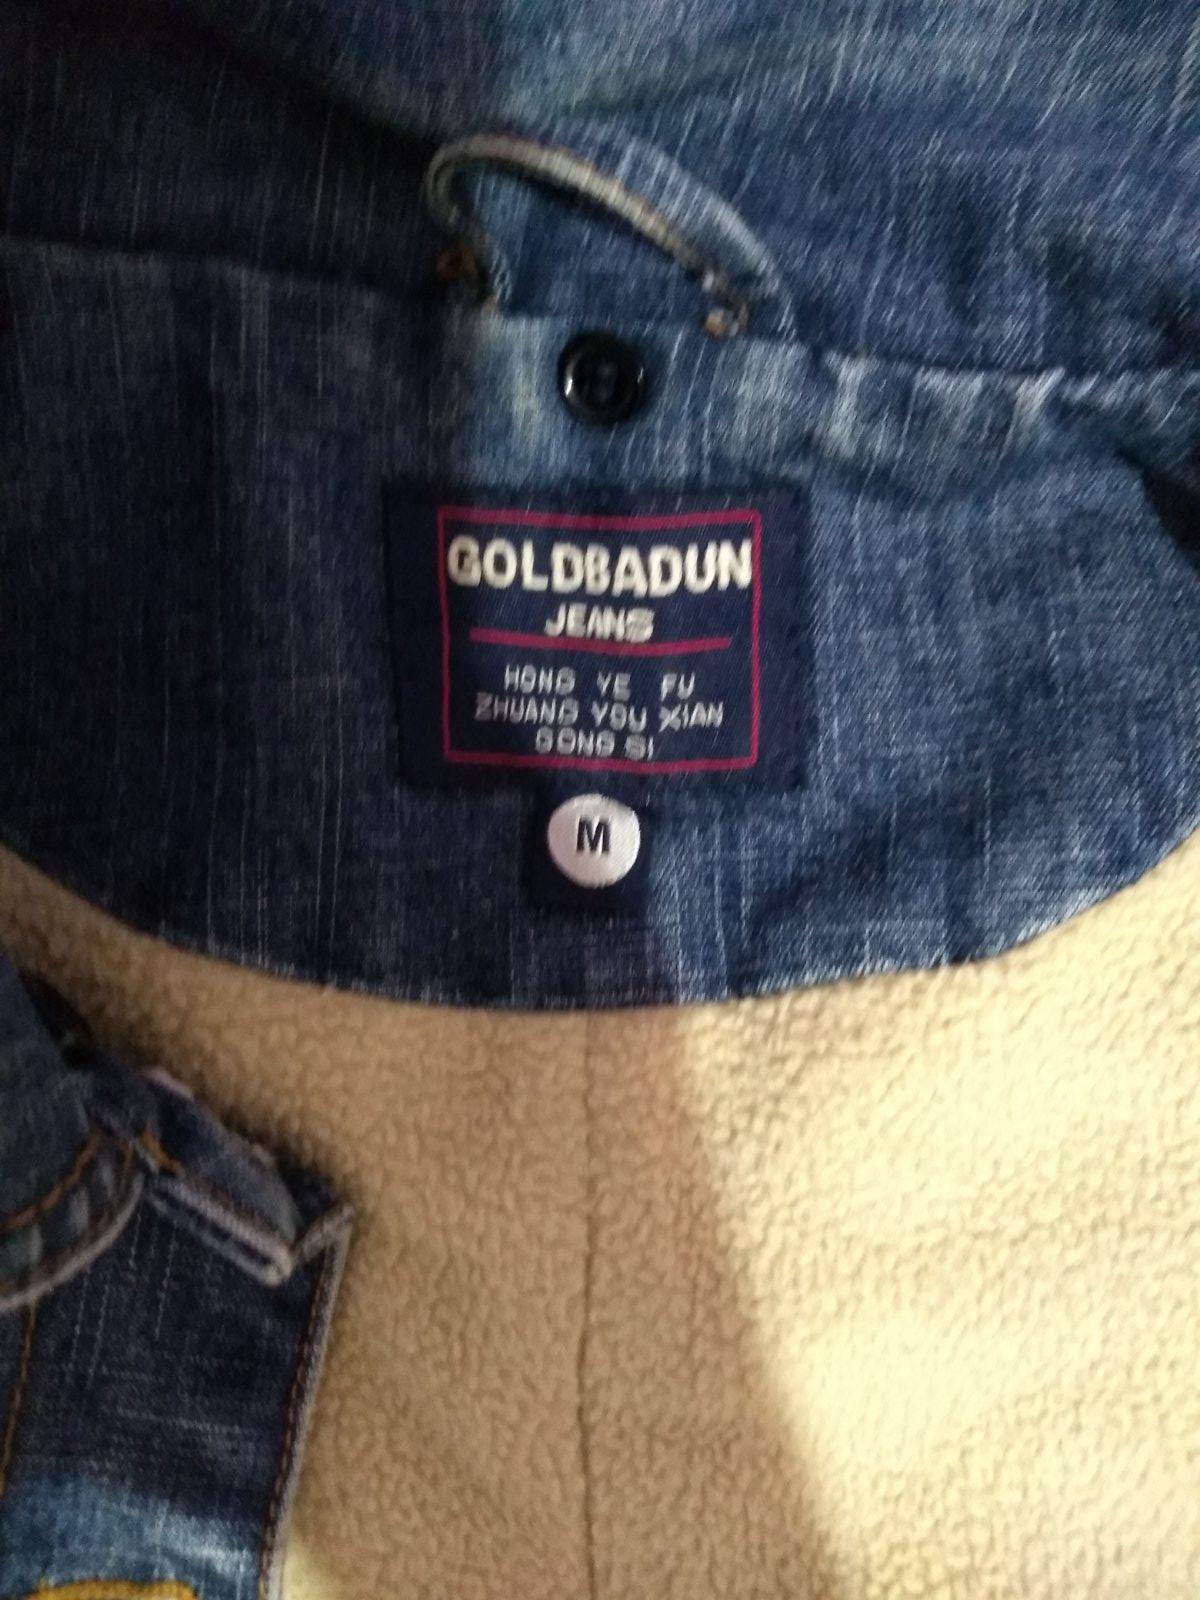 GOLDBADUN
JEANS
HONG YE FU
ZHUANG YOU XIAN
GONG SI
M